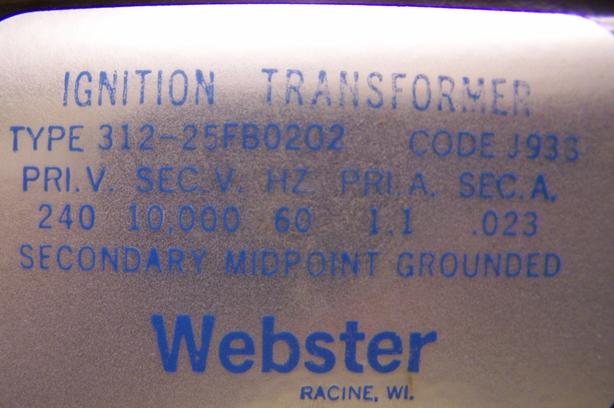 IGNITION TRANSFORMER
TYPE 312-25FB0202 CODE J933
PRI.V. SEC.V. HZ PRI.A. SEC.A.
240 10,000 60 1.1 .023
SECONDARY MIDPOINT GROUNDED
Webster
RACINE, WI.